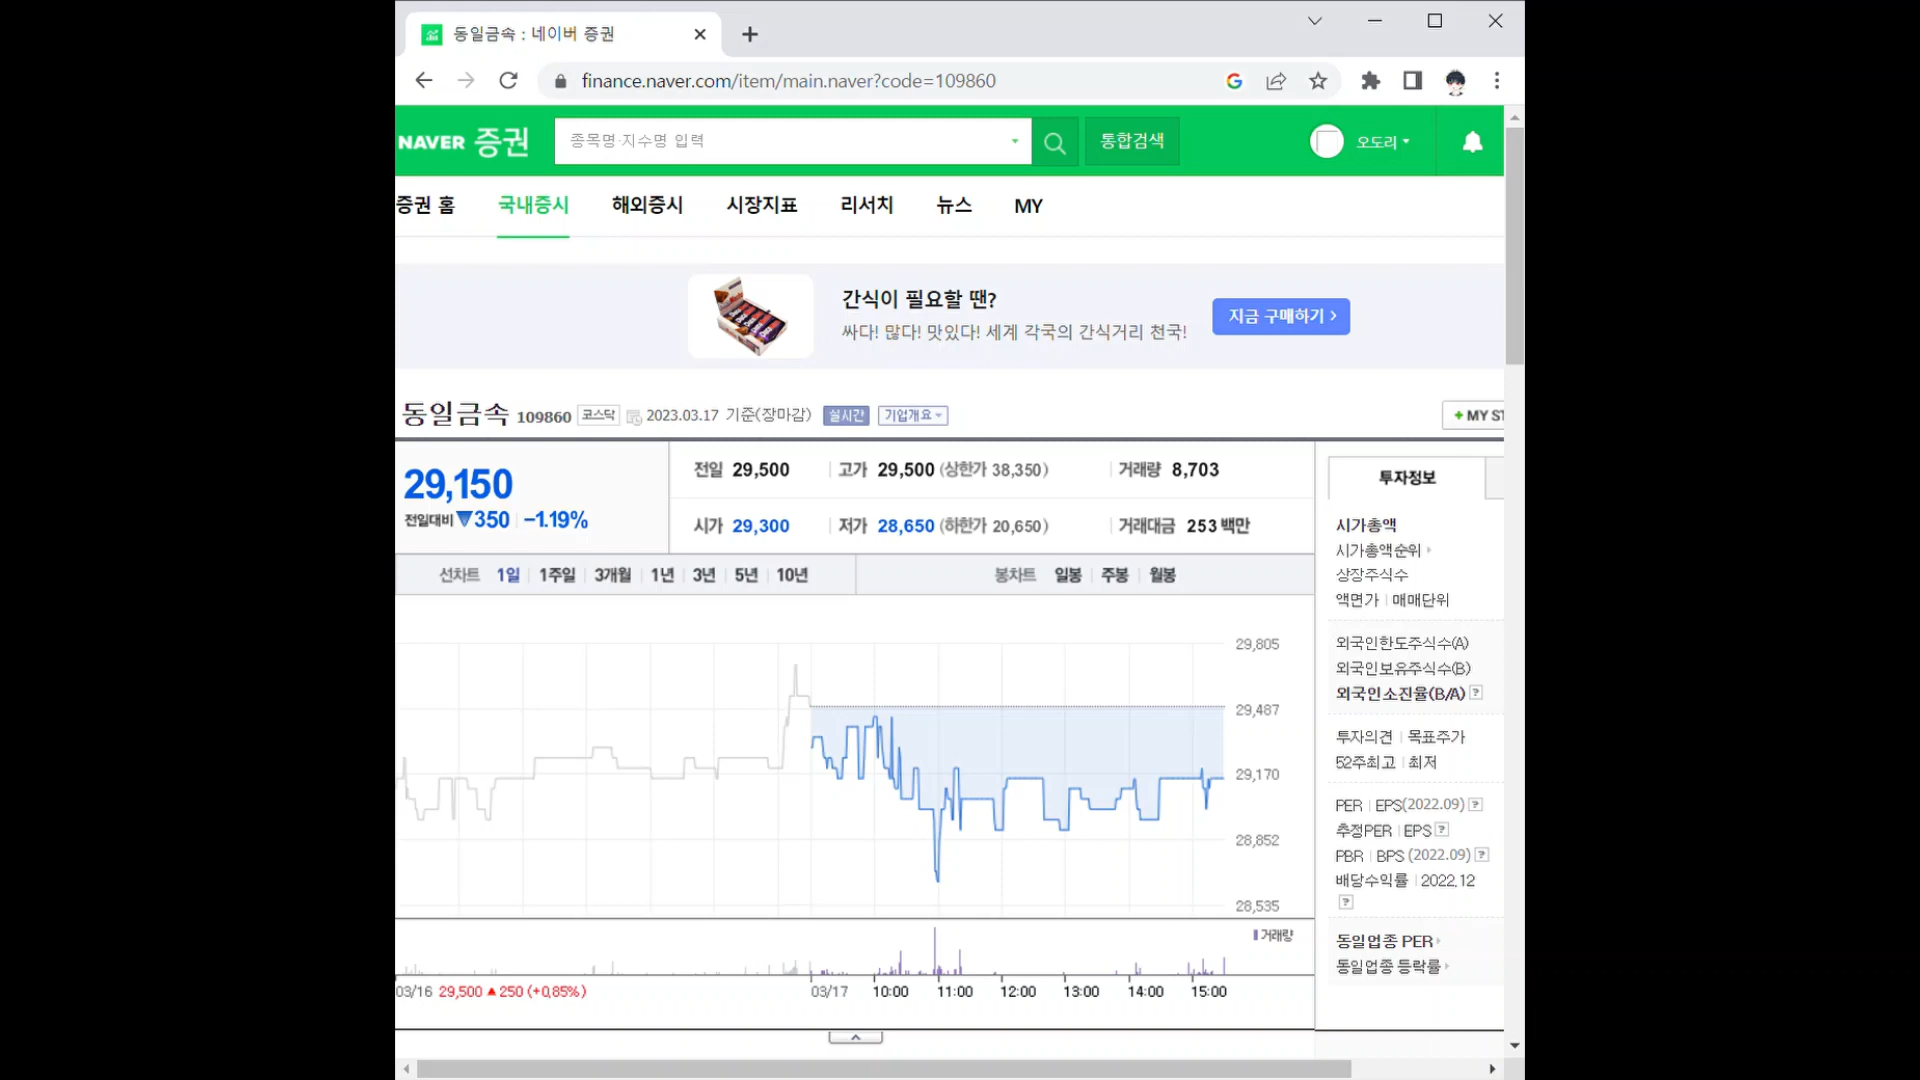 동일금속 : 네이버 증권
finance.naver.com/item/main.naver?code=109860
NAVER 증권
종목명·지수명 입력
통합검색
오도리
증권 홈 국내증시 해외증시 시장지표 리서치 뉴스 MY
간식이 필요할 땐?
싸다! 많다! 맛있다! 세계 각국의 간식거리 천국!
지금 구매하기 ›
동일금속 109860 코스닥 2023.03.17 기준(장마감) 실시간 기업개요
+ MY ST
29,150
전일대비 ▼350 | -1.19%
전일 29,500 | 고가 29,500 (상한가 38,350) | 거래량 8,703
시가 29,300 | 저가 28,650 (하한가 20,650) | 거래대금 253 백만
선차트 1일 1주일 3개월 1년 3년 5년 10년
봉차트 일봉 주봉 월봉
29,805
29,487
29,170
28,852
28,535
거래량
03/16 29,500 ▲250 (+0.85%)
03/17 10:00 11:00 12:00 13:00 14:00 15:00
투자정보
시가총액
시가총액순위
상장주식수
액면가 | 매매단위
외국인한도주식수(A)
외국인보유주식수(B)
외국인소진율(B/A) ?
투자의견 | 목표주가
52주최고 | 최저
PER | EPS(2022.09) ?
추정PER | EPS ?
PBR | BPS (2022.09) ?
배당수익률 | 2022.12
?
동일업종 PER
동일업종 등락률